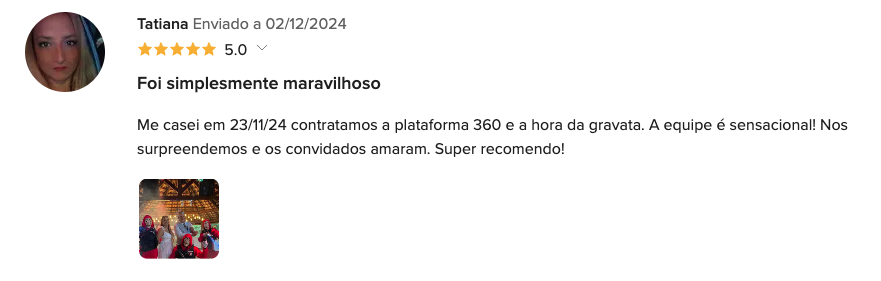 Tatiana Enviado a 02/12/2024
5.0
Foi simplesmente maravilhoso
Me casei em 23/11/24 contratamos a plataforma 360 e a hora da gravata. A equipe é sensacional! Nos
surpreendemos e os convidados amaram. Super recomendo!